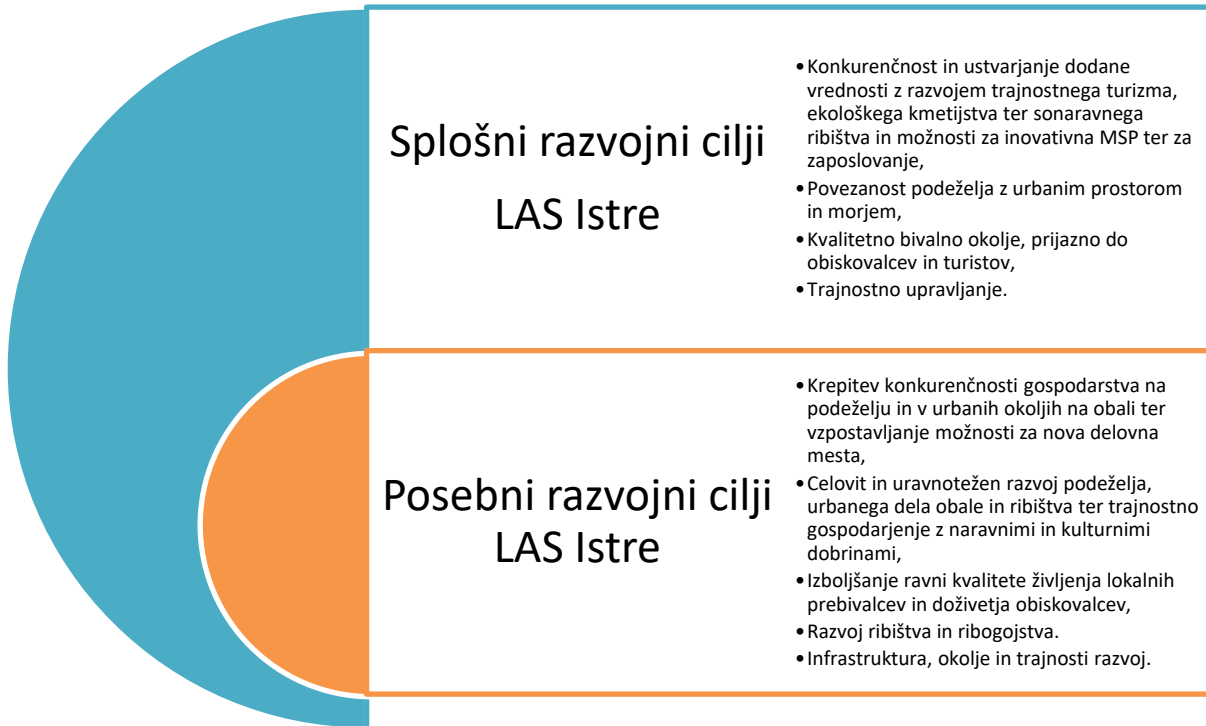 Splošni razvojni cilji
LAS Istre
•Konkurenčnost in ustvarjanje dodane
vrednosti z razvojem trajnostnega turizma,
ekološkega kmetijstva ter sonaravnega
ribištva in možnosti za inovativna MSP ter za
zaposlovanje,
•Povezanost podeželja z urbanim prostorom
in morjem,
•Kvalitetno bivalno okolje, prijazno do
obiskovalcev in turistov,
•Trajnostno upravljanje.
Posebni razvojni cilji
LAS Istre
•Krepitev konkurenčnosti gospodarstva na
podeželju in v urbanih okoljih na obali ter
vzpostavljanje možnosti za nova delovna
mesta,
•Celovit in uravnotežen razvoj podeželja,
urbanega dela obale in ribištva ter trajnostno
gospodarjenje z naravnimi in kulturnimi
dobrinami,
•Izboljšanje ravni kvalitete življenja lokalnih
prebivalcev in doživetja obiskovalcev,
•Razvoj ribištva in ribogojstva.
•Infrastruktura, okolje in trajnosti razvoj.